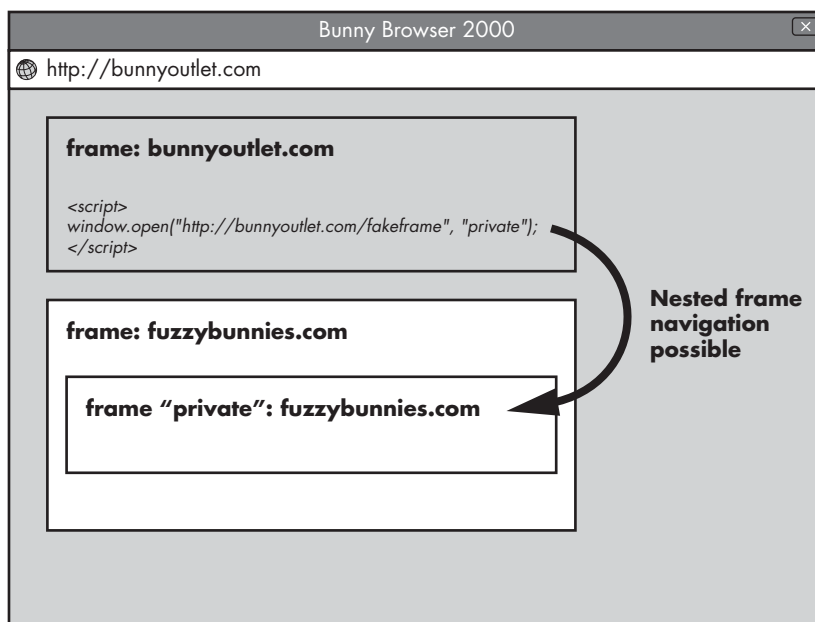 Bunny Browser 2000
http://bunnyoutlet.com
frame: bunnyoutlet.com
<script>
window.open("http://bunnyoutlet.com/fakeframe", "private");
</script>
Nested frame
navigation
possible
frame: fuzzybunnies.com
frame “private”: fuzzybunnies.com